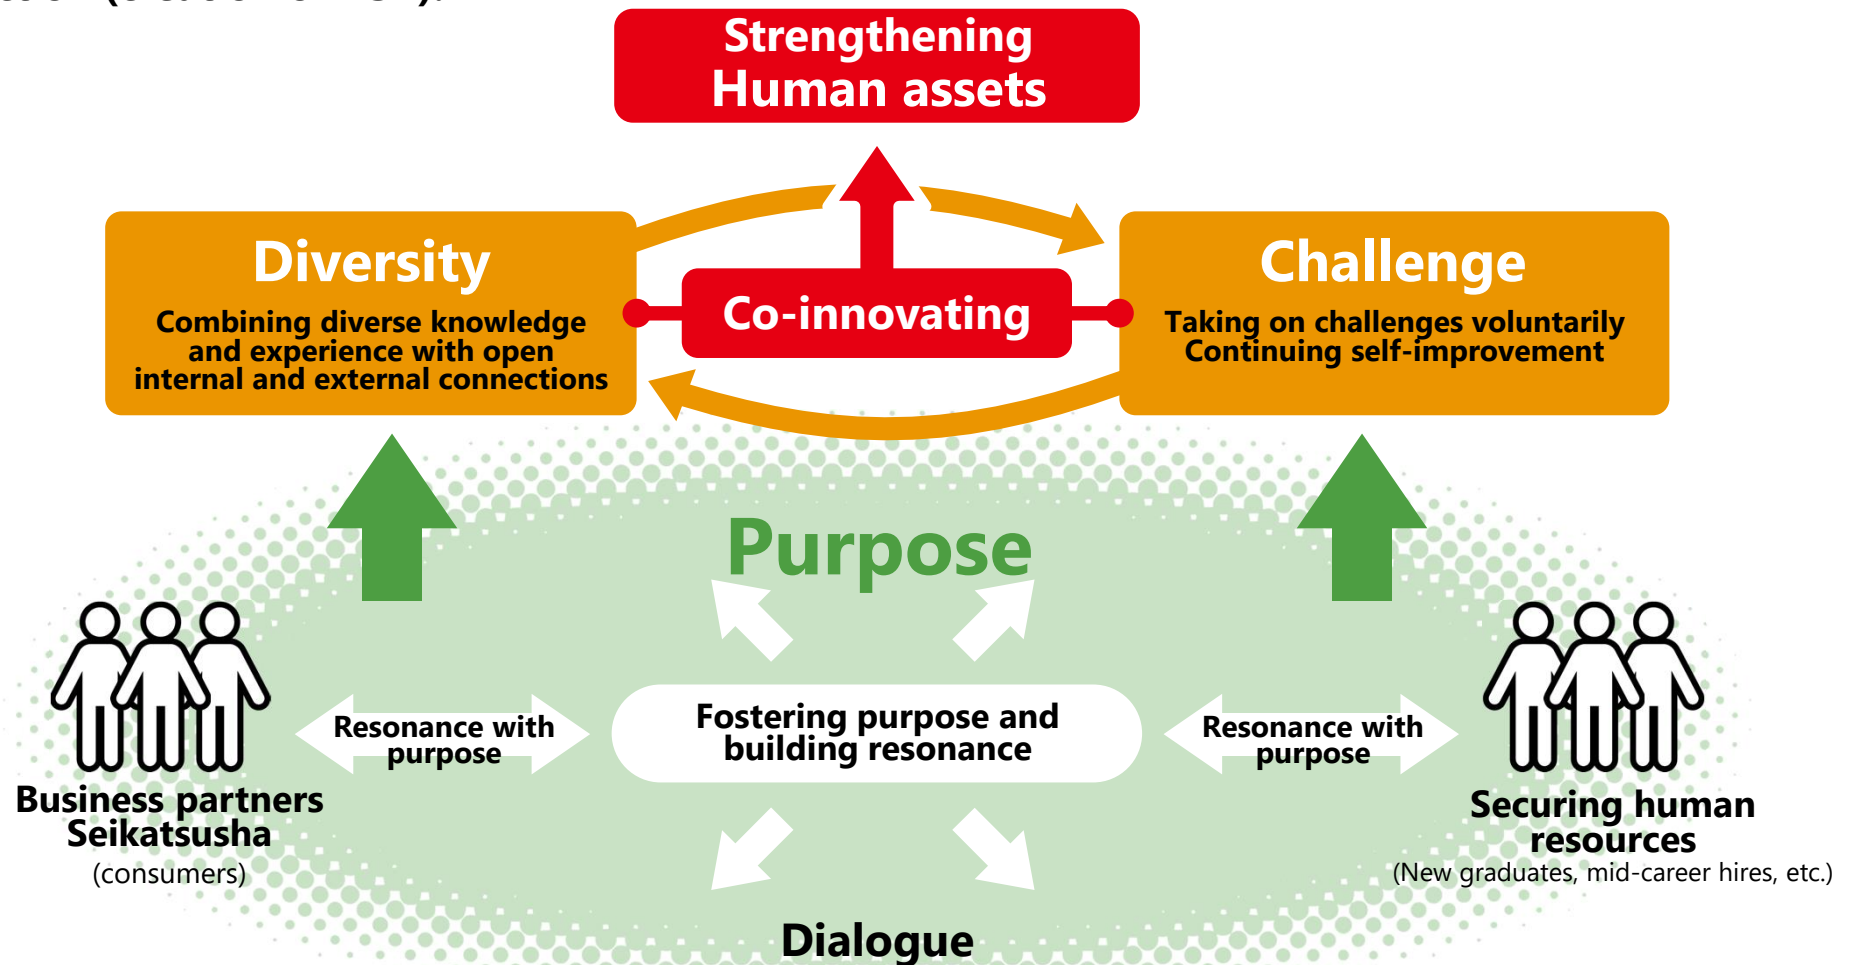 Strengthening
Human assets
Diversity
Combining diverse knowledge
and experience with open
internal and external connections
Co-innovating
Challenge
Taking on challenges voluntarily
Continuing self-improvement
Purpose
Resonance with
purpose
Fostering purpose and
building resonance
Resonance with
purpose
Business partners
Seikatsusha
(consumers)
Securing human
resources
(New graduates, mid-career hires, etc.)
Dialogue